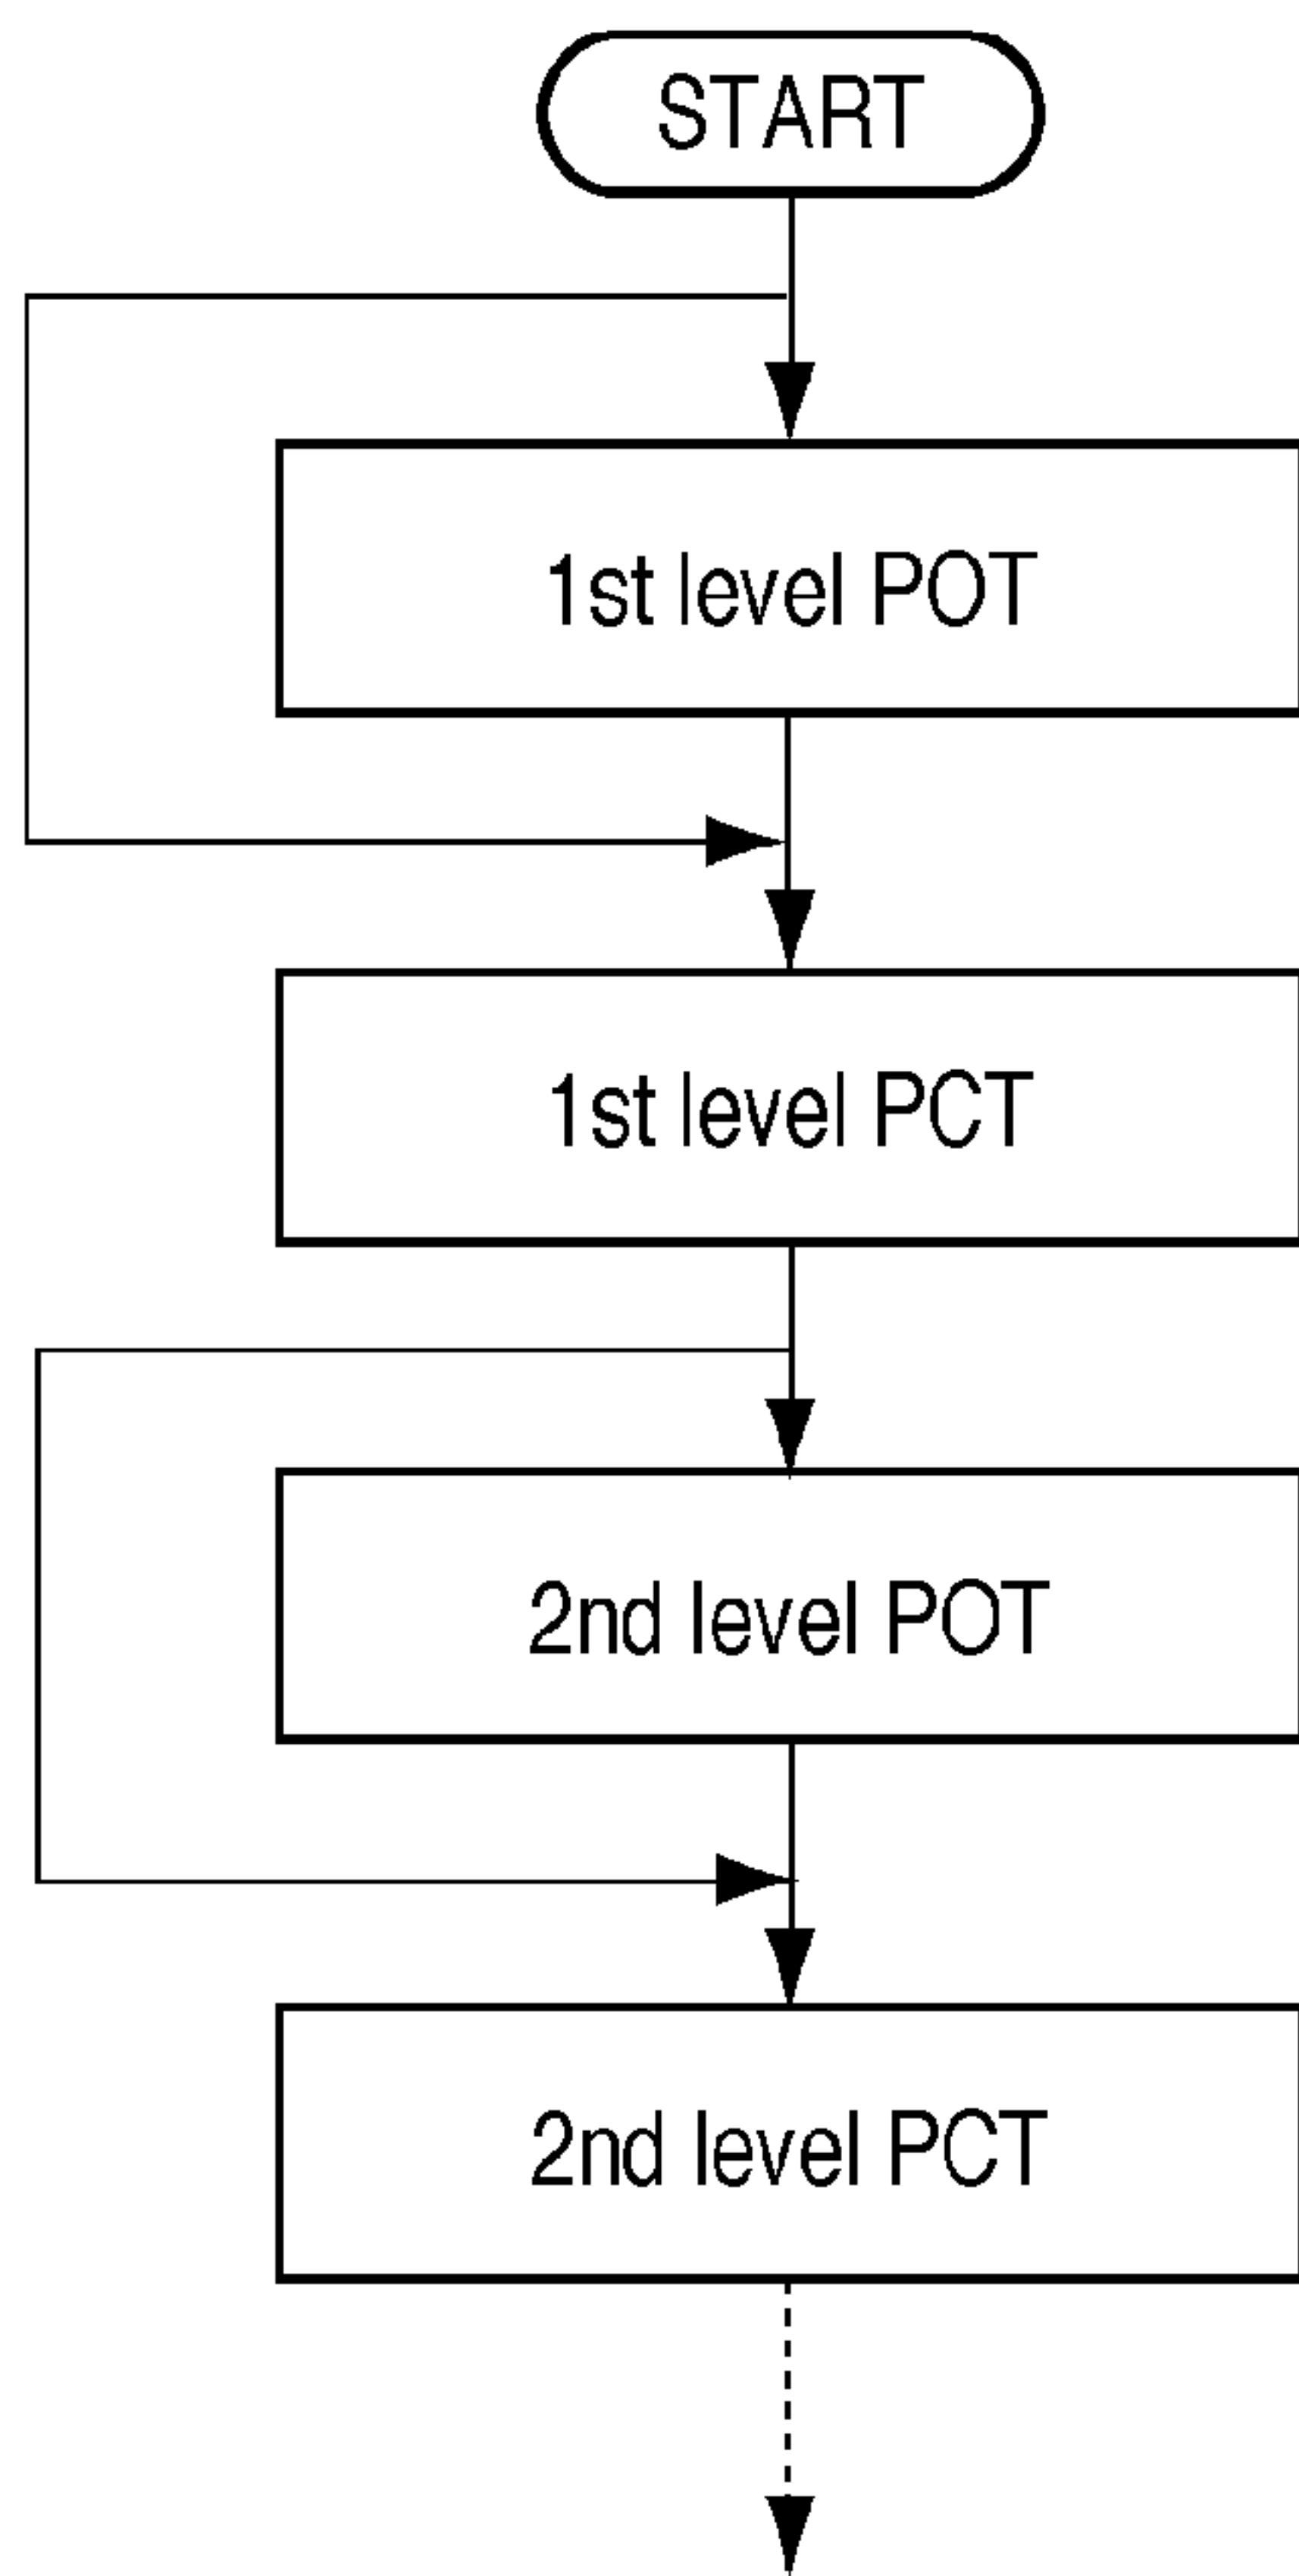 START
1st level POT
1st level PCT
2nd level POT
2nd level PCT